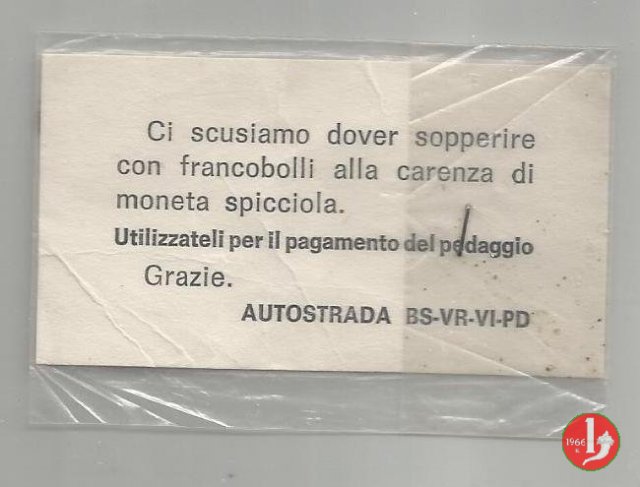 Ci scusiamo dover sopperire
con francobolli alla carenza di
moneta spicciola.
Utilizzateli per il pagamento del pedaggio
Grazie.
AUTOSTRADA BS-VR-VI-PD
1966